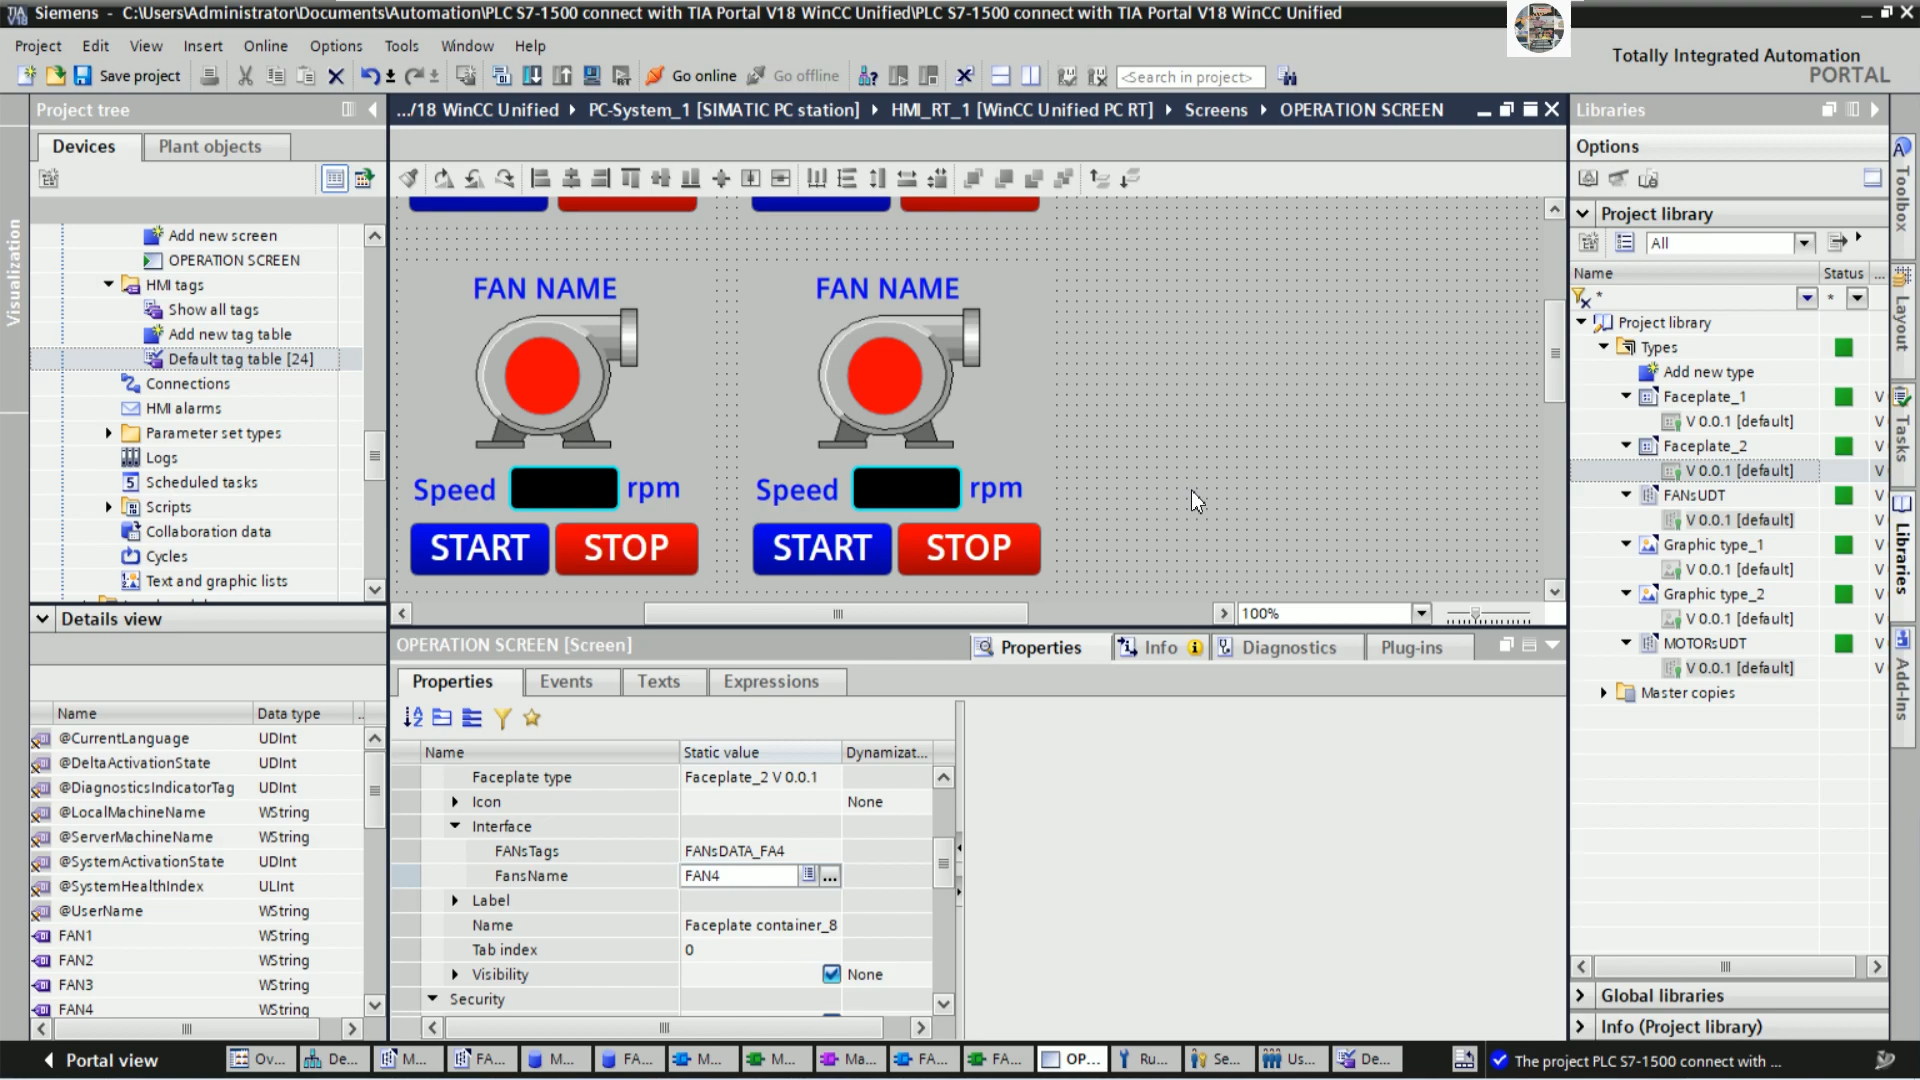 Siemens - C:\Users\Administrator\Documents\Automation\PLC S7-1500 connect with TIA Portal V18 WinCC Unified\PLC S7-1500 connect with TIA Portal V18 WinCC Unified
Project Edit View Insert Online Options Tools Window Help
Totally Integrated Automation
PORTAL
Save project
Go online
Go offline
<Search in project>
Project tree
.../18 WinCC Unified PC-System_1 [SIMATIC PC station] HMI_RT_1 [WinCC Unified PC RT] Screens OPERATION SCREEN
Libraries
Devices
Plant objects
Visualization
Add new screen
OPERATION SCREEN
HMI tags
Show all tags
Add new tag table
Default tag table [24]
Connections
HMI alarms
Parameter set types
Logs
Scheduled tasks
Scripts
Collaboration data
Cycles
Text and graphic lists
Details view
Name Data type ..
@CurrentLanguage UDInt
@DeltaActivationState UDInt
@DiagnosticsIndicatorTag UDInt
@LocalMachineName WString
@ServerMachineName WString
@SystemActivationState UDInt
@SystemHealthIndex ULInt
@UserName WString
FAN1 WString
FAN2 WString
FAN3 WString
FAN4 WString
FAN NAME FAN NAME
Speed rpm Speed rpm
START STOP START STOP
100%
OPERATION SCREEN [Screen]
Properties Info Diagnostics Plug-ins
Properties Events Texts Expressions
Name Static value Dynamizat...
Faceplate type Faceplate_2 V 0.0.1
Icon None
Interface
FANsTags FANsDATA_FA4
FansName FAN4 ...
Label
Name Faceplate container_8
Tab index 0
Visibility None
Security
Options
Project library
All
Name Status ...
* *
Project library
Types
Add new type
Faceplate_1 V
V 0.0.1 [default] V
Faceplate_2 V
V 0.0.1 [default] V
FANsUDT V
V 0.0.1 [default] V
Graphic type_1 V
V 0.0.1 [default] V
Graphic type_2 V
V 0.0.1 [default] V
MOTORsUDT V
V 0.0.1 [default] V
Master copies
Global libraries
Info (Project library)
Toolbox
Layout
Tasks
Libraries
Add-Ins
Portal view
Ov... De... M... FA... M... FA... M... M... Ma... FA... FA... OP... Ru... Se... Us... De...
The project PLC S7-1500 connect with ...